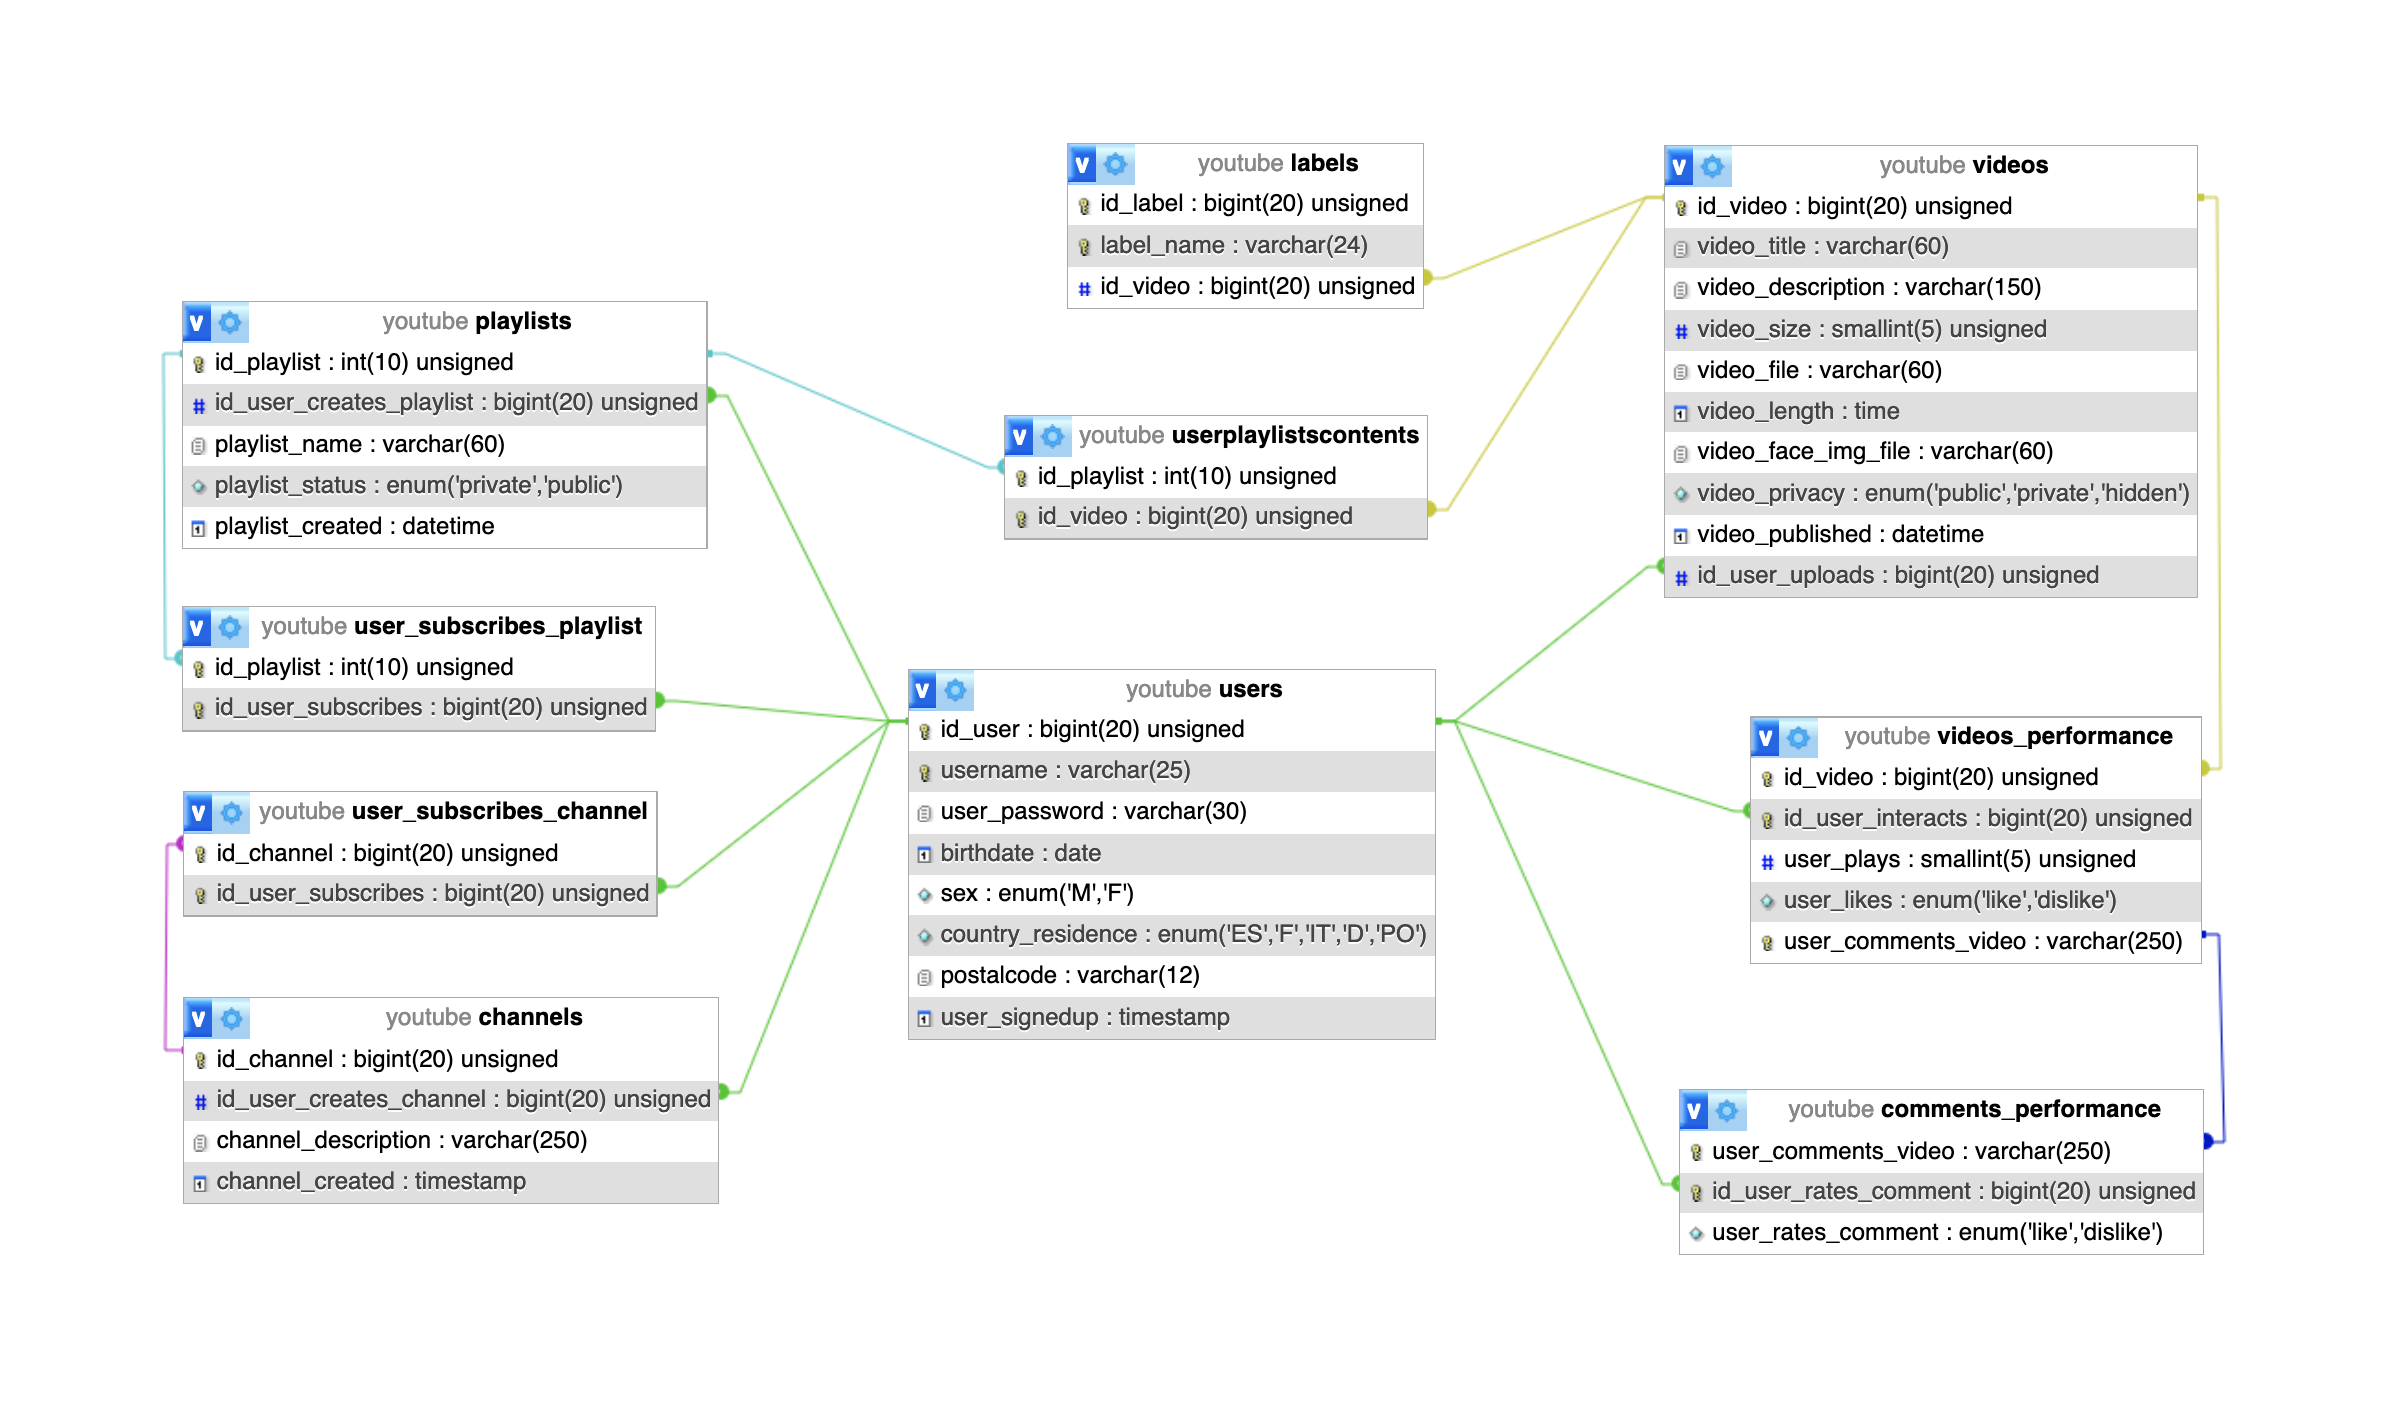 youtube labels
id_label : bigint(20) unsigned
label_name : varchar(24)
id_video : bigint(20) unsigned
youtube videos
id_video : bigint(20) unsigned
video_title : varchar(60)
video_description : varchar(150)
video_size : smallint(5) unsigned
video_file : varchar(60)
video_length : time
video_face_img_file : varchar(60)
video_privacy : enum('public','private','hidden')
video_published : datetime
id_user_uploads : bigint(20) unsigned
youtube playlists
id_playlist : int(10) unsigned
id_user_creates_playlist : bigint(20) unsigned
playlist_name : varchar(60)
playlist_status : enum('private','public')
playlist_created : datetime
youtube userplaylistscontents
id_playlist : int(10) unsigned
id_video : bigint(20) unsigned
youtube user_subscribes_playlist
id_playlist : int(10) unsigned
id_user_subscribes : bigint(20) unsigned
youtube users
id_user : bigint(20) unsigned
username : varchar(25)
user_password : varchar(30)
birthdate : date
sex : enum('M','F')
country_residence : enum('ES','F','IT','D','PO')
postalcode : varchar(12)
user_signedup : timestamp
youtube videos_performance
id_video : bigint(20) unsigned
id_user_interacts : bigint(20) unsigned
user_plays : smallint(5) unsigned
user_likes : enum('like','dislike')
user_comments_video : varchar(250)
youtube user_subscribes_channel
id_channel : bigint(20) unsigned
id_user_subscribes : bigint(20) unsigned
youtube channels
id_channel : bigint(20) unsigned
id_user_creates_channel : bigint(20) unsigned
channel_description : varchar(250)
channel_created : timestamp
youtube comments_performance
user_comments_video : varchar(250)
id_user_rates_comment : bigint(20) unsigned
user_rates_comment : enum('like','dislike')